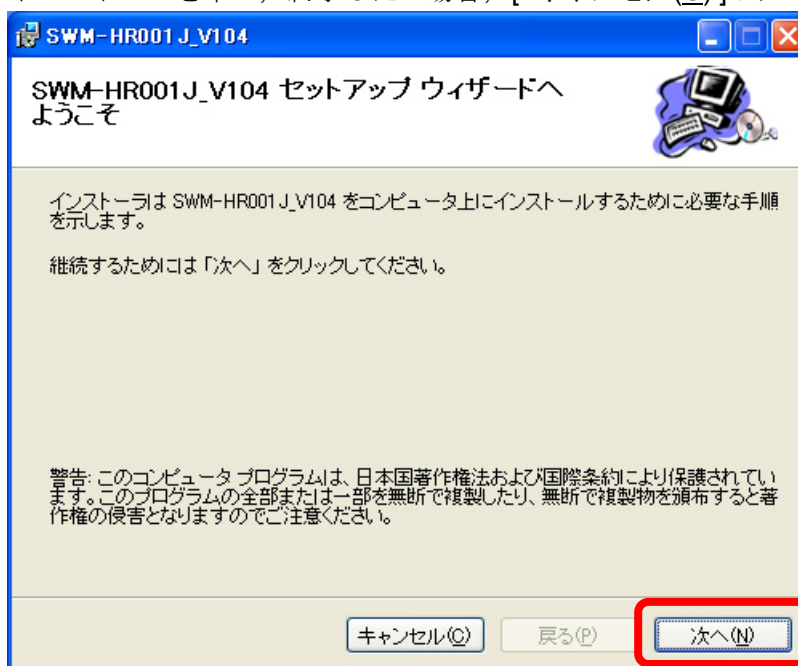 SWM-HR001J_V104
SWM-HR001J_V104 セットアップ ウィザードへ
ようこそ
インストーラは SWM-HR001J_V104 をコンピュータ上にインストールするために必要な手順
を示します。
継続するためには 「次へ」 をクリックしてください。
警告: このコンピュータ プログラムは、日本国著作権法および国際条約により保護されてい
ます。このプログラムの全部または一部を無断で複製したり、無断で複製物を頒布すると著
作権の侵害となりますのでご注意ください。
キャンセル(C) 戻る(P) 次へ(N)